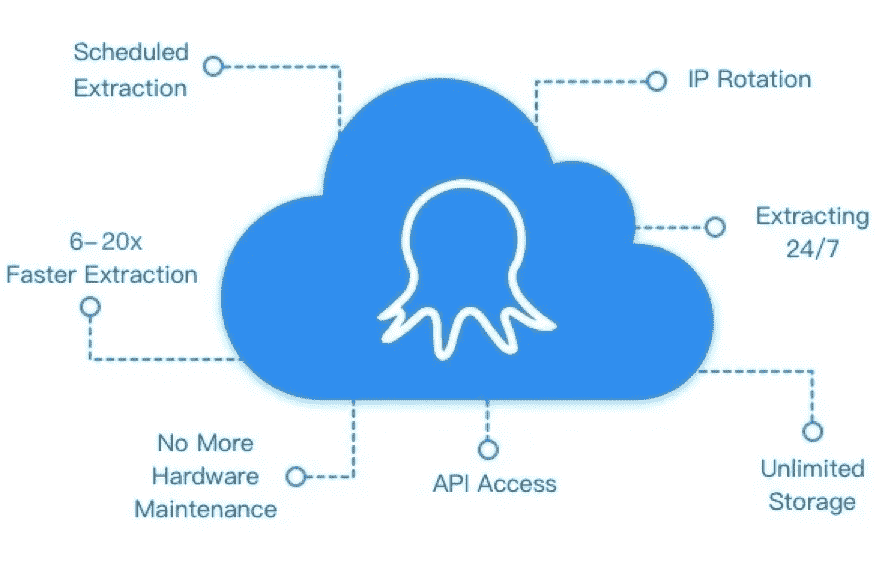 Scheduled
Extraction
IP Rotation
6–20x
Faster Extraction
Extracting
24/7
No More
Hardware
Maintenance
API Access
Unlimited
Storage